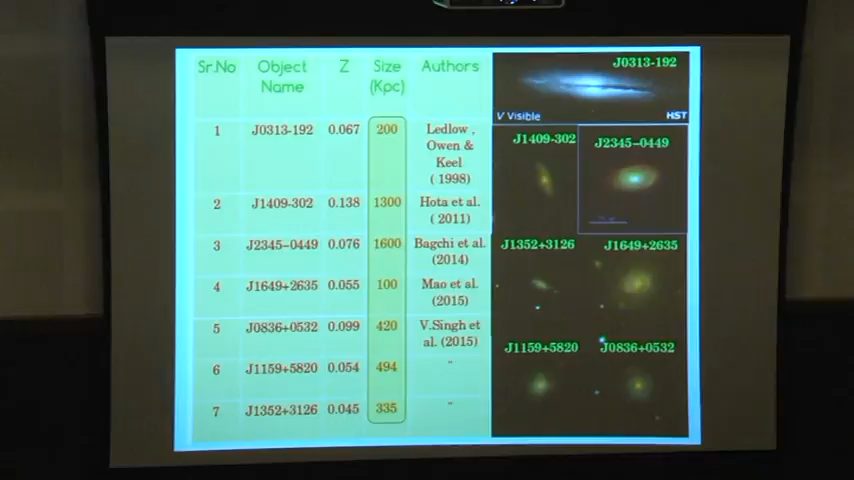 Sr.No Object Name Z Size (Kpc) Authors
1 J0313-192 0.067 200 Ledlow , Owen & Keel ( 1998)
2 J1409-302 0.138 1300 Hota et al. ( 2011)
3 J2345−0449 0.076 1600 Bagchi et al. (2014)
4 J1649+2635 0.055 100 Mao et al. (2015)
5 J0836+0532 0.099 420 V.Singh et al. (2015)
6 J1159+5820 0.054 494 "
7 J1352+3126 0.045 335 "
J0313-192
V Visible HST
J1409-302 J2345−0449
J1352+3126 J1649+2635
J1159+5820 J0836+0532